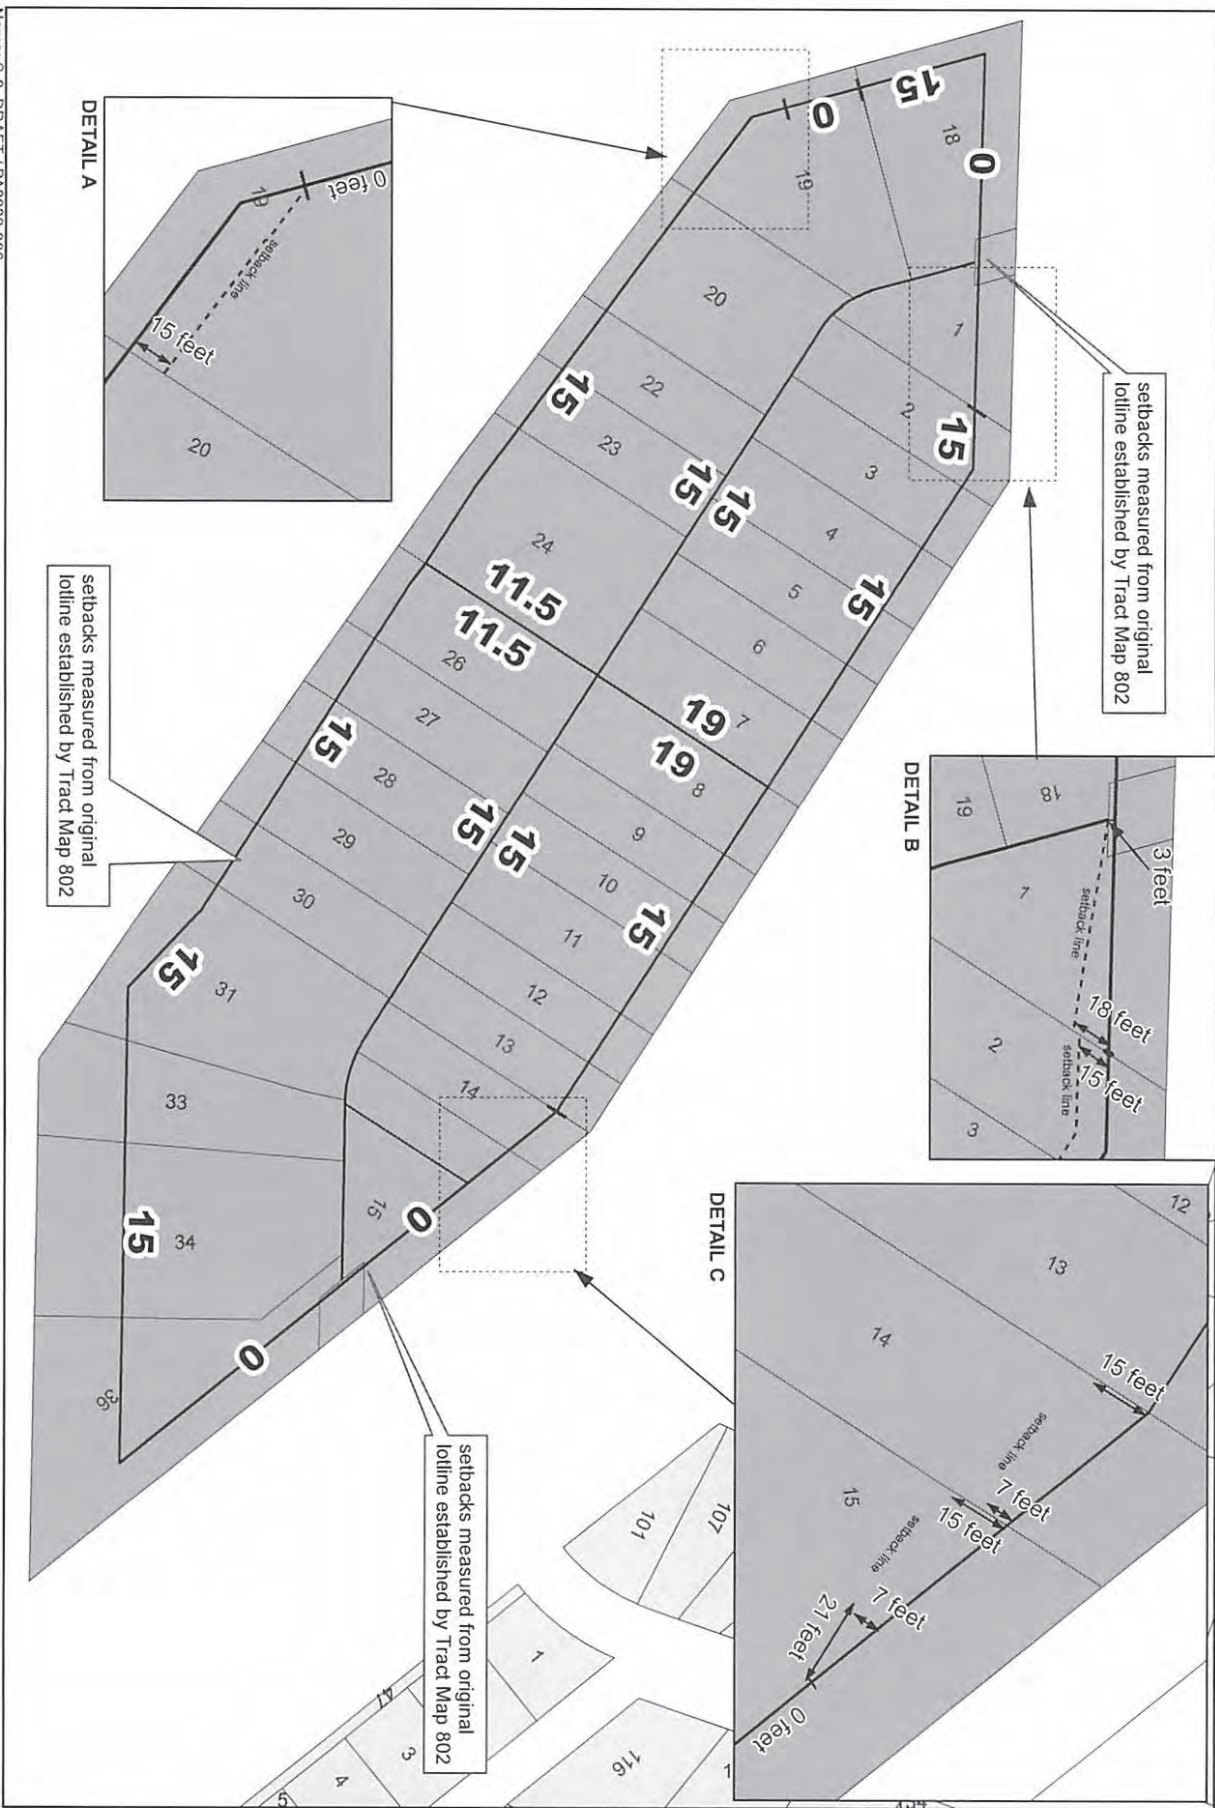 DETAIL A
19
0 feet
setback line
15 feet
20
15
0
18
0
19
1
2
15
3
4
5
6
7
15
20
22
23
24
15
15
15
11.5
11.5
19
19
8
9
10
11
12
13
14
15
26
27
28
29
30
31
33
34
36
15
15
15
15
15
15
0
0
setbacks measured from original
lotline established by Tract Map 802
setbacks measured from original
lotline established by Tract Map 802
setbacks measured from original
lotline established by Tract Map 802
DETAIL B
19
18
3 feet
1
setback line
18 feet
15 feet
setback line
2
3
DETAIL C
12
13
14
15
15 feet
setback line
7 feet
15 feet
setback line
7 feet
21 feet
0 feet
101
107
1
47
3
4
5
116